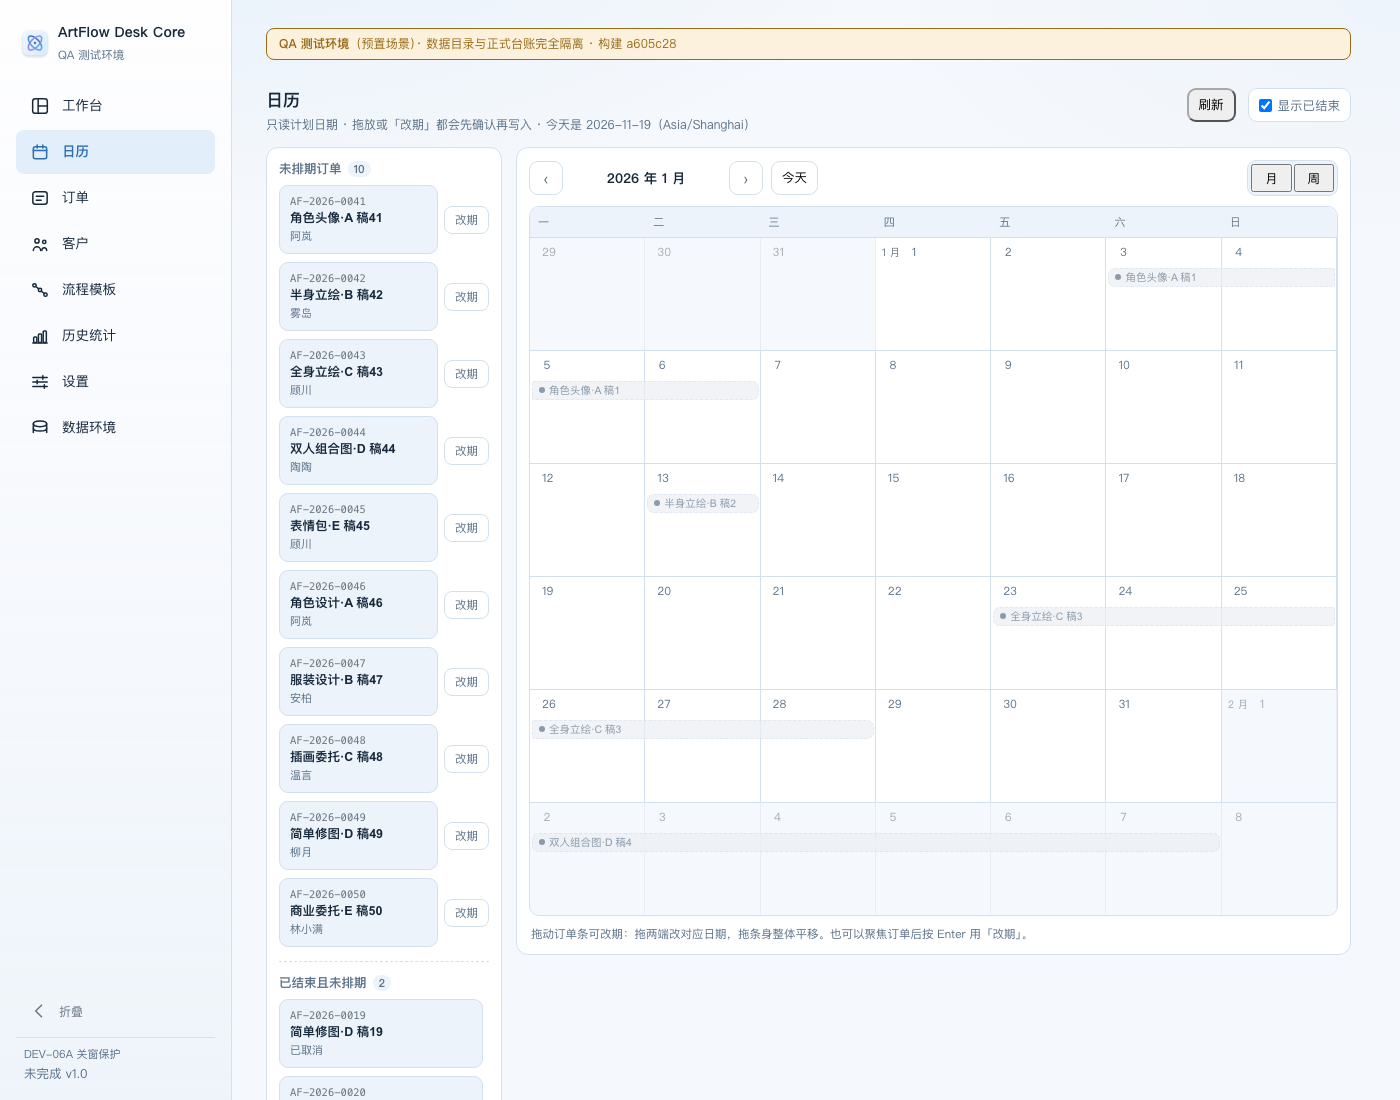 ArtFlow Desk Core
QA 测试环境
工作台
日历
订单
客户
流程模板
历史统计
设置
数据环境
折叠
DEV-06A 关窗保护
未完成 v1.0
QA 测试环境（预置场景）· 数据目录与正式台账完全隔离 · 构建 a605c28
日历
只读计划日期 · 拖放或「改期」都会先确认再写入 · 今天是 2026-11-19（Asia/Shanghai）
刷新
显示已结束
未排期订单 10
AF-2026-0041
角色头像·A 稿41
阿岚
改期
AF-2026-0042
半身立绘·B 稿42
雾岛
改期
AF-2026-0043
全身立绘·C 稿43
顾川
改期
AF-2026-0044
双人组合图·D 稿44
陶陶
改期
AF-2026-0045
表情包·E 稿45
顾川
改期
AF-2026-0046
角色设计·A 稿46
阿岚
改期
AF-2026-0047
服装设计·B 稿47
安柏
改期
AF-2026-0048
插画委托·C 稿48
温言
改期
AF-2026-0049
简单修图·D 稿49
柳月
改期
AF-2026-0050
商业委托·E 稿50
林小满
改期
已结束且未排期 2
AF-2026-0019
简单修图·D 稿19
已取消
AF-2026-0020
‹ 2026 年 1 月 › 今天
月 周
一 二 三 四 五 六 日
29 30 31 1 月 1 2 3 4
角色头像·A 稿1
5 6 7 8 9 10 11
角色头像·A 稿1
12 13 14 15 16 17 18
半身立绘·B 稿2
19 20 21 22 23 24 25
全身立绘·C 稿3
26 27 28 29 30 31 2 月 1
全身立绘·C 稿3
2 3 4 5 6 7 8
双人组合图·D 稿4
拖动订单条可改期：拖两端改对应日期，拖条身整体平移。也可以聚焦订单后按 Enter 用「改期」。